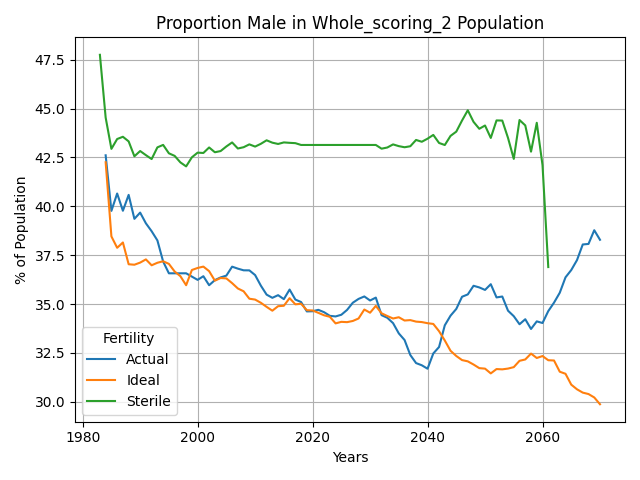 Proportion Male in Whole_scoring_2 Population
% of Population
47.5
45.0
42.5
40.0
37.5
35.0
32.5
30.0
Fertility
Actual
Ideal
Sterile
1980
2000
2020
2040
2060
Years